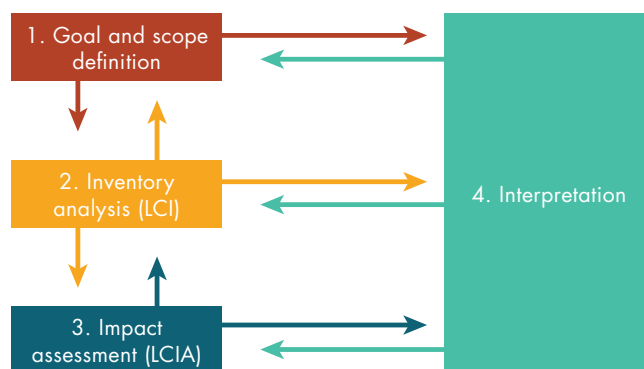 1. Goal and scope
definition
2. Inventory
analysis (LCI)
4. Interpretation
3. Impact
assessment (LCIA)